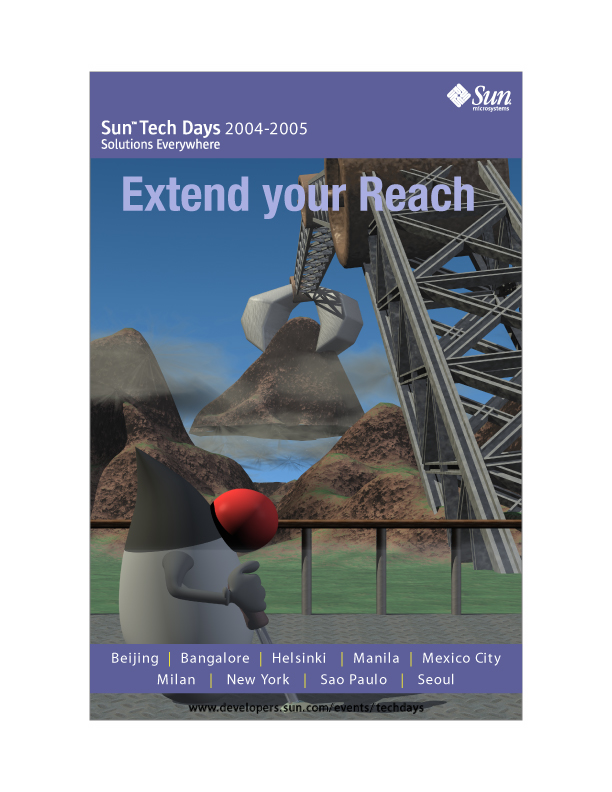 Sun
microsystems
Sun™ Tech Days 2004-2005
Solutions Everywhere
Extend your Reach
Beijing | Bangalore | Helsinki | Manila | Mexico City
Milan | New York | Sao Paulo | Seoul
www.developers.sun.com/events/techdays